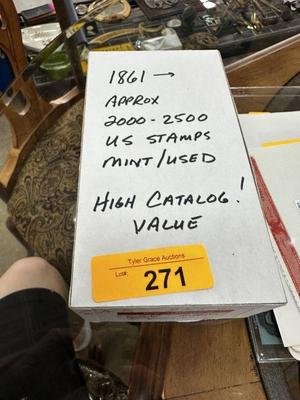 1861 →
APPROX
2000-2500
US STAMPS
MINT/USED
HIGH CATALOG!
VALUE
Tyler Grace Auctions
Lot#: 271